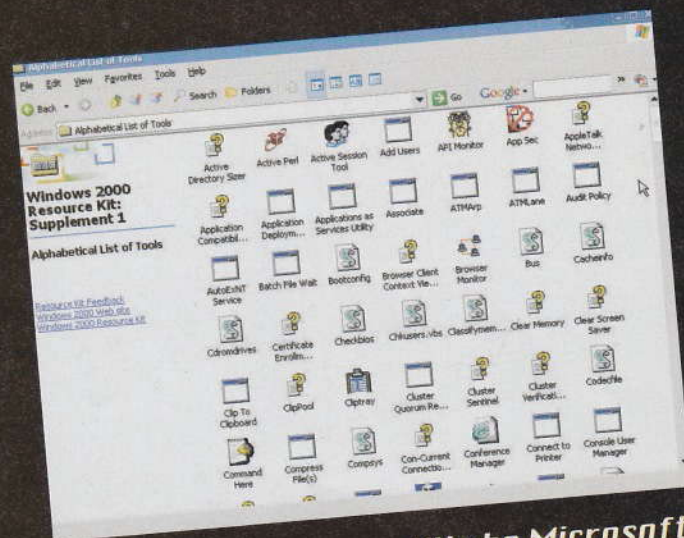 Alphabetical List of Tools
File Edit View Favorites Tools Help
Back Search Folders Go Google
Address Alphabetical List of Tools
Windows 2000
Resource Kit:
Supplement 1
Alphabetical List of Tools
Resource Kit Feedback
Windows 2000 Web site
Windows 2000 Resource Kit
Active
Directory Sizer
Active Perl
Active Session
Tool
Add Users
API Monitor
App Sec
AppleTalk
Netwo...
Application
Compatibil...
Application
Deploym...
Applications as
Services Utility
Associate
ATMArp
ATMLane
Audit Policy
AutoExNT
Service
Batch File Wait
Bootconfig
Browser Client
Context Vie...
Browser
Monitor
Bus
Cacheinfo
Cdromdrives
Certificate
Enrollm...
Checkbios
Chkusers.vbs
Classifymem...
Clear Memory
Clear Screen
Saver
Clip To
Clipboard
ClipPool
Cliptray
Cluster
Quorum Re...
Cluster
Sentinel
Cluster
Verificati...
Codecfile
Command
Here
Compress
File(s)
Compsys
Con-Current
Connectio...
Conference
Manager
Connect to
Printer
Console User
Manager
Microsoft